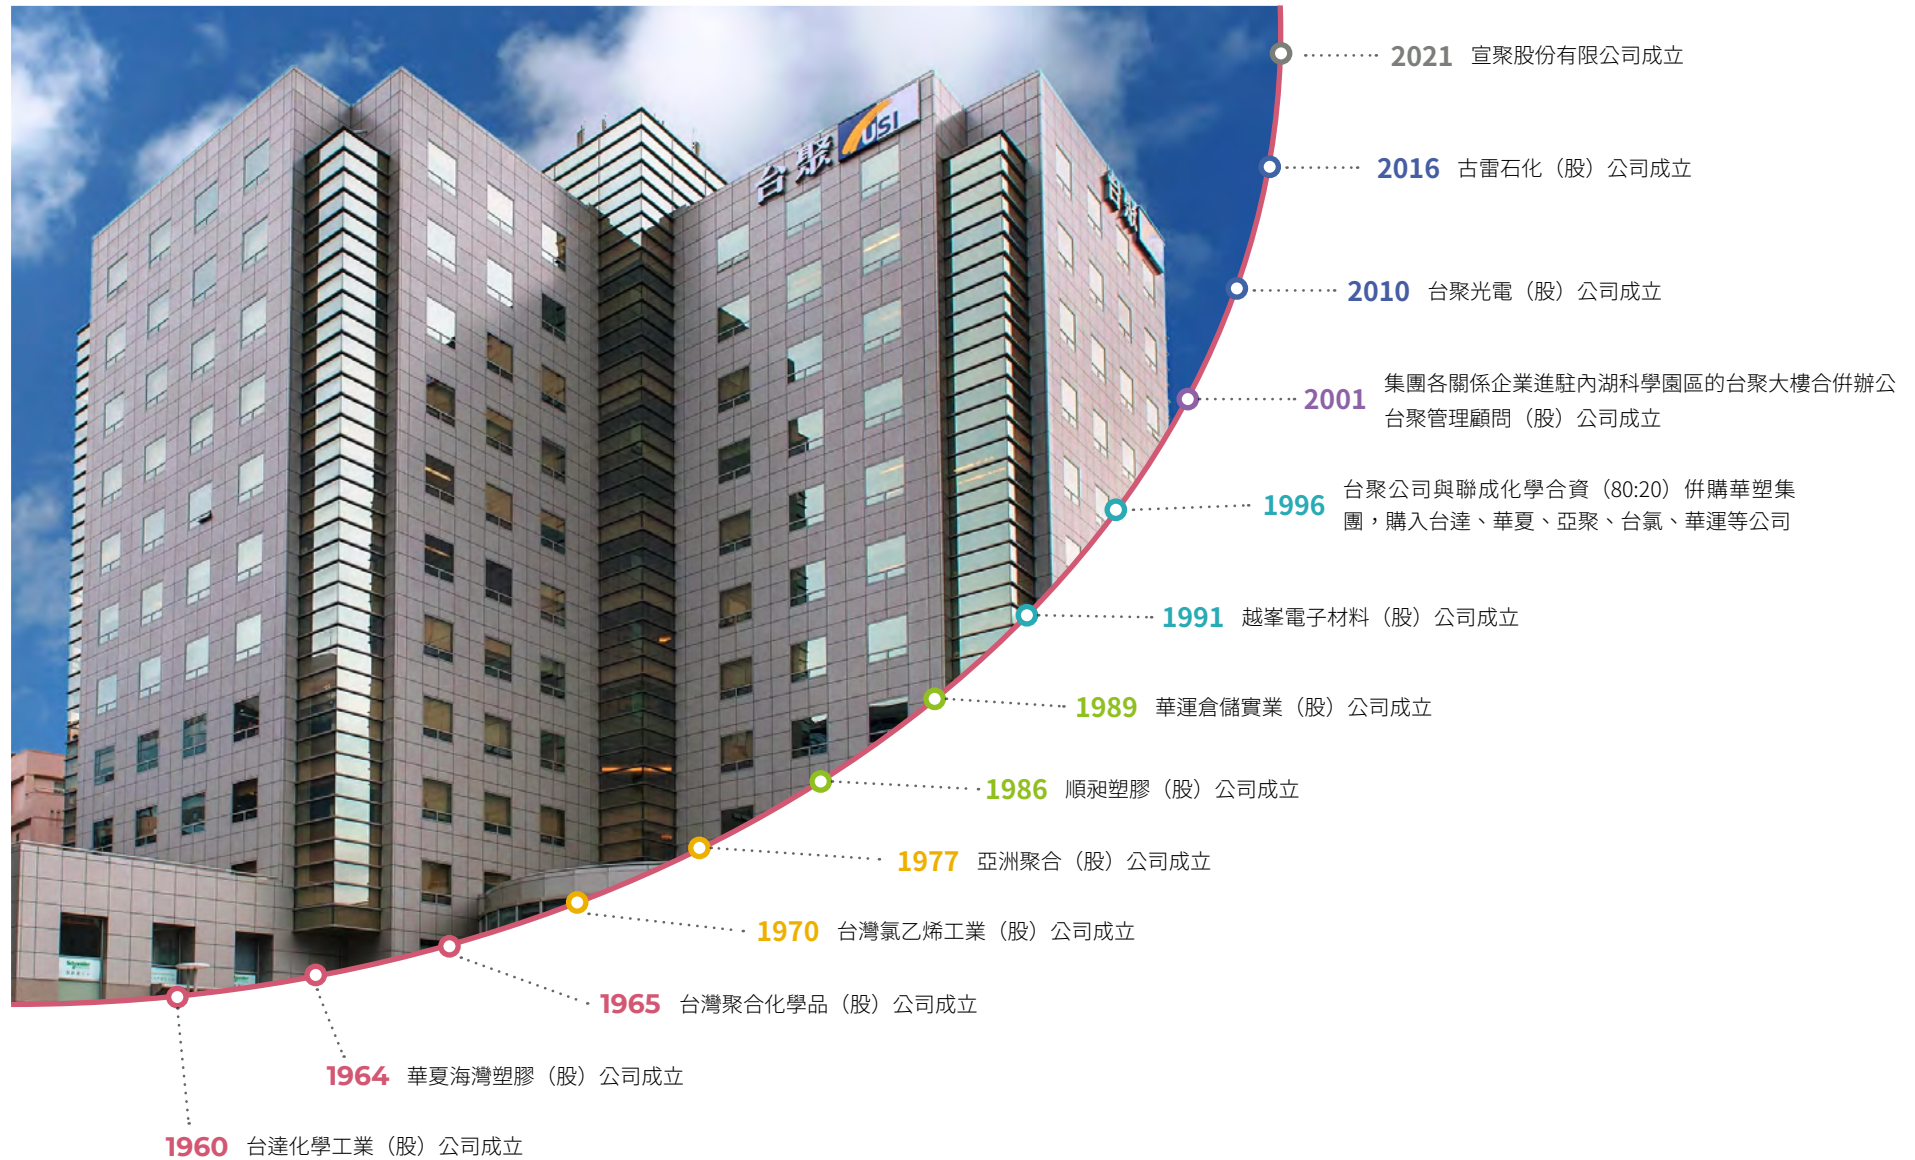 台聚 USI
台聚
2021 宣聚股份有限公司成立
2016 古雷石化（股）公司成立
2010 台聚光電（股）公司成立
2001 集團各關係企業進駐內湖科學園區的台聚大樓合併辦公
台聚管理顧問（股）公司成立
1996 台聚公司與聯成化學合資（80:20）併購華塑集
團，購入台達、華夏、亞聚、台氯、華運等公司
1991 越峯電子材料（股）公司成立
1989 華運倉儲實業（股）公司成立
1986 順昶塑膠（股）公司成立
1977 亞洲聚合（股）公司成立
1970 台灣氯乙烯工業（股）公司成立
1965 台灣聚合化學品（股）公司成立
1964 華夏海灣塑膠（股）公司成立
1960 台達化學工業（股）公司成立